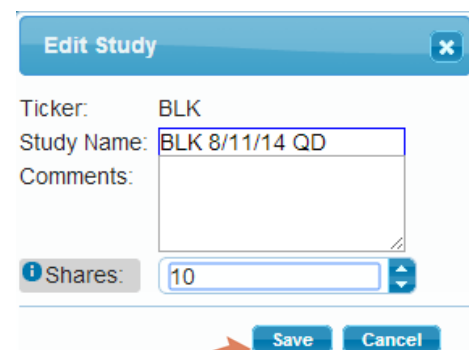 Edit Study
Ticker: BLK
Study Name: BLK 8/11/14 QD
Comments:
Shares: 10
Save Cancel